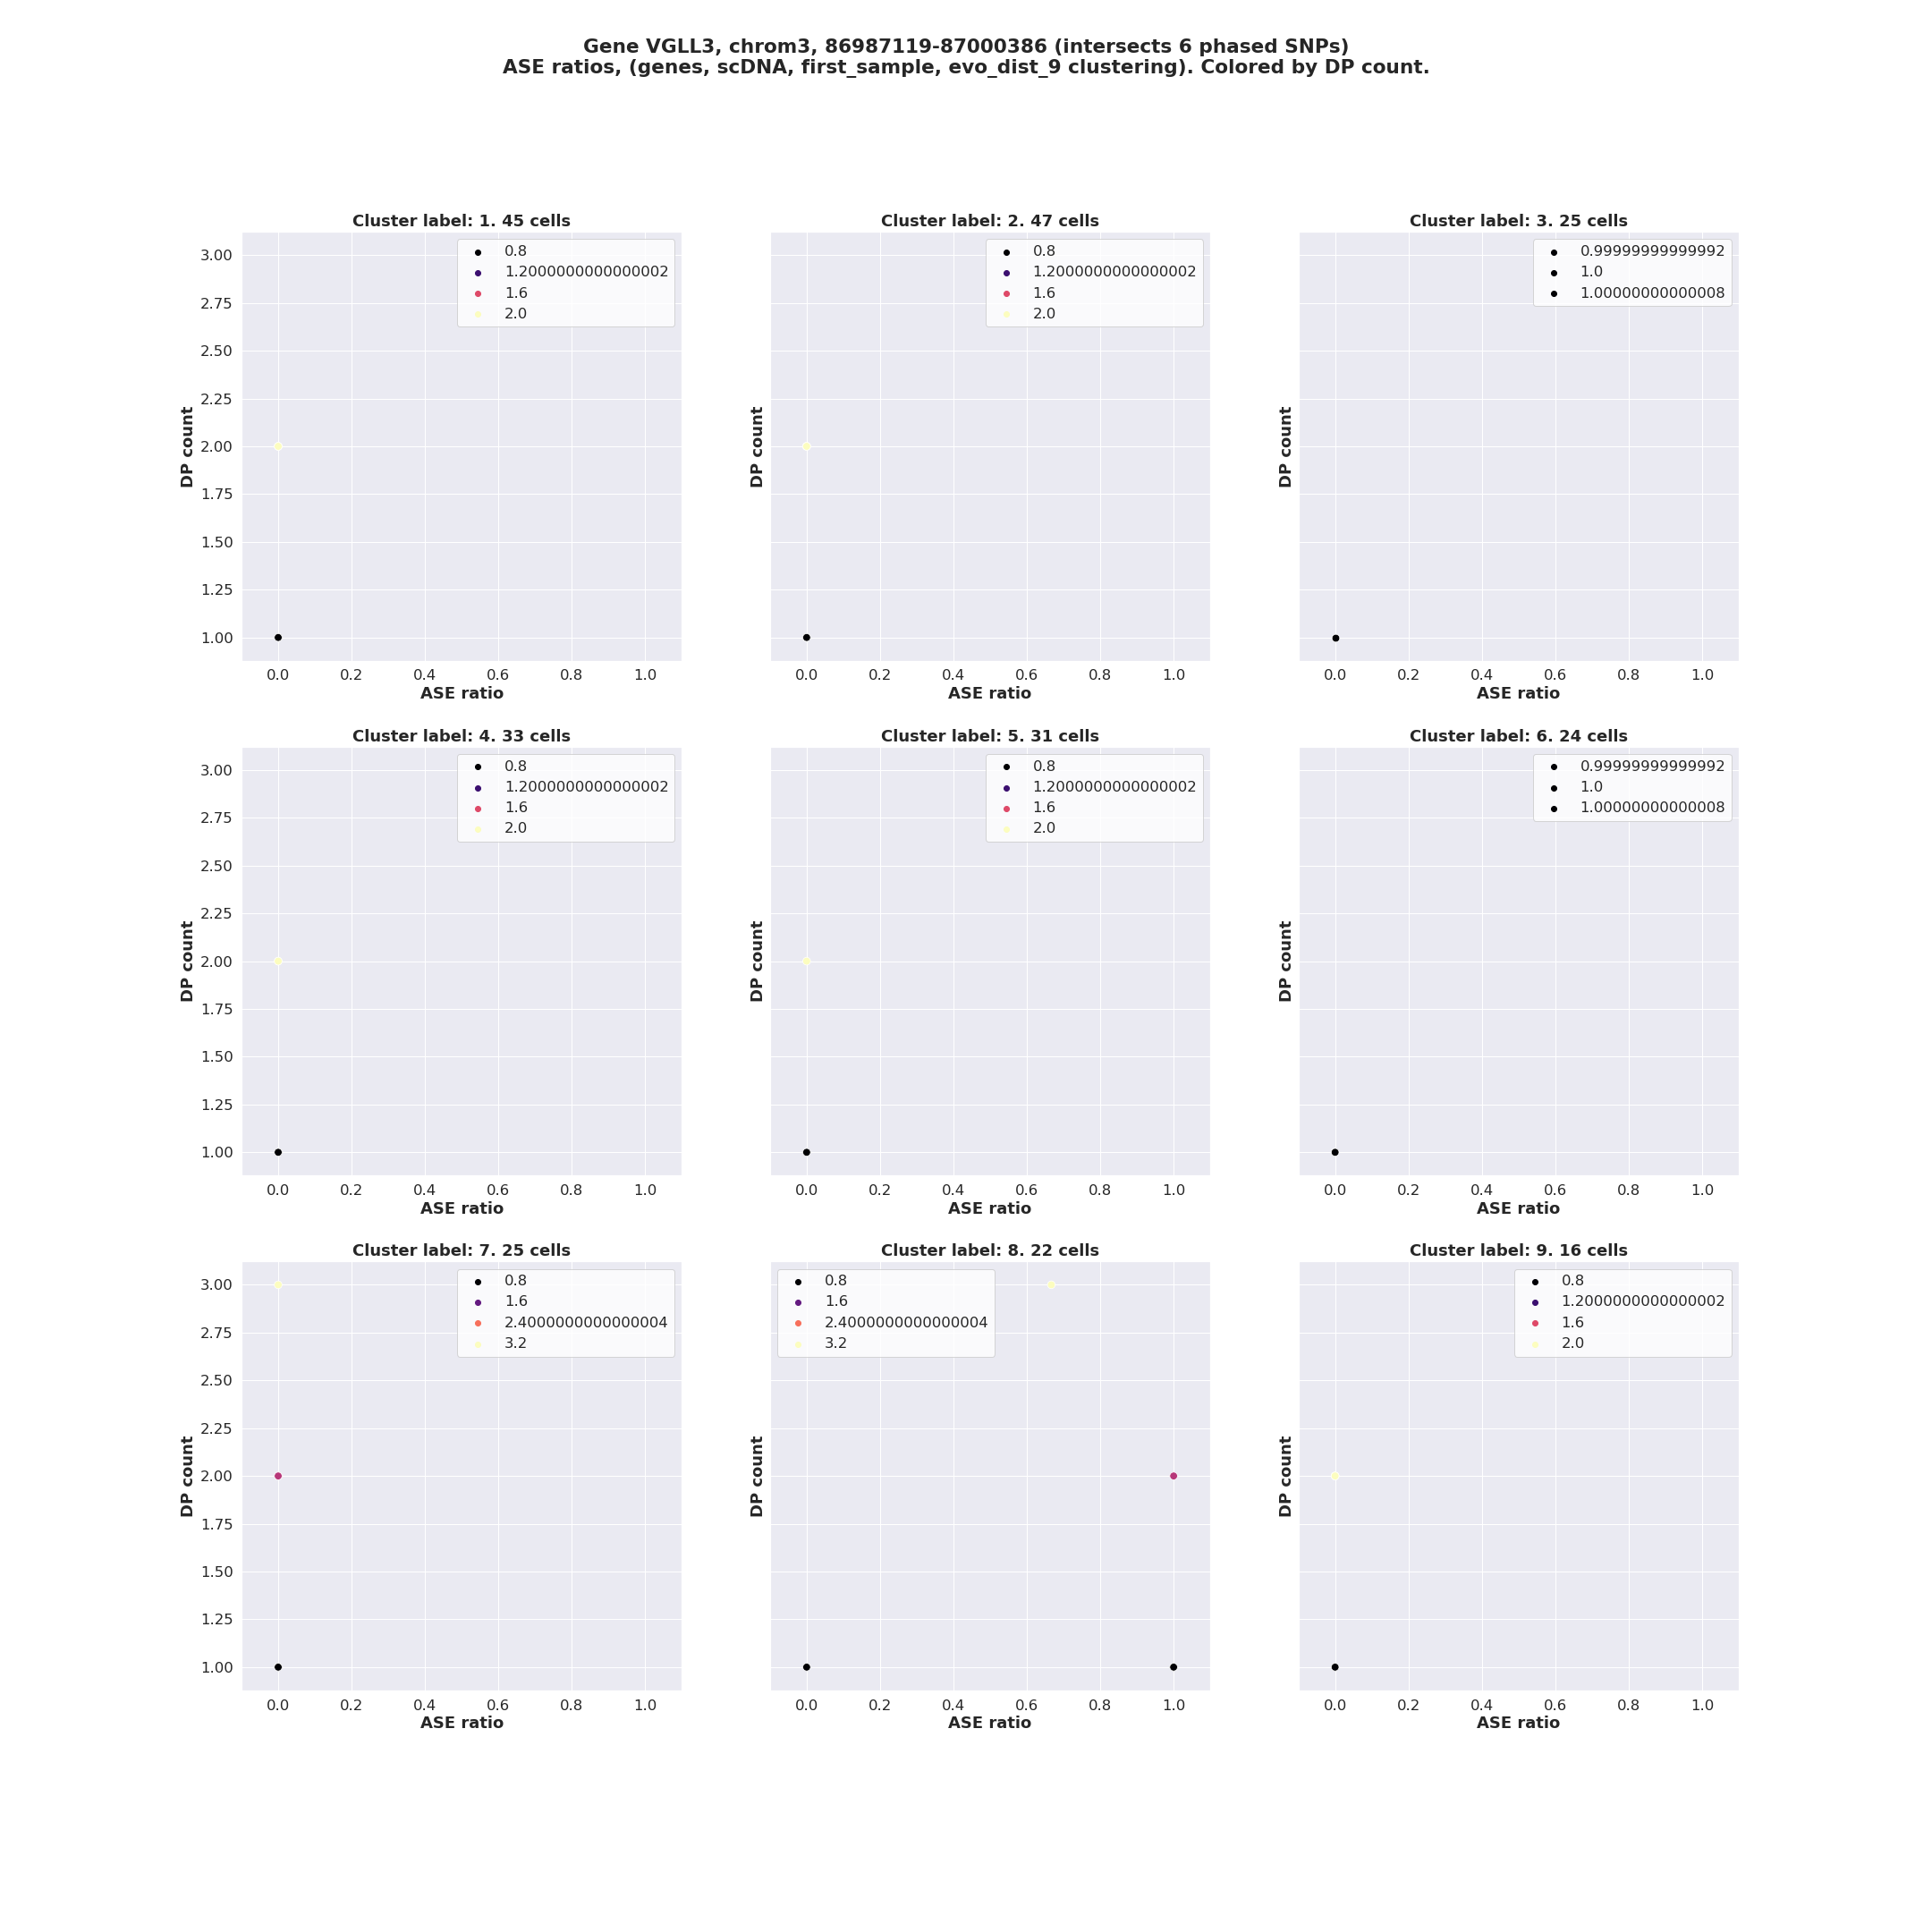 Gene VGLL3, chrom3, 86987119-87000386 (intersects 6 phased SNPs)
ASE ratios, (genes, scDNA, first_sample, evo_dist_9 clustering). Colored by DP count.
Cluster label: 1. 45 cells
0.8
1.2000000000000002
1.6
2.0
3.00
2.75
2.50
2.25
2.00
1.75
1.50
1.25
1.00
DP count
0.0 0.2 0.4 0.6 0.8 1.0
ASE ratio
Cluster label: 2. 47 cells
0.8
1.2000000000000002
1.6
2.0
DP count
0.0 0.2 0.4 0.6 0.8 1.0
ASE ratio
Cluster label: 3. 25 cells
0.99999999999992
1.0
1.00000000000008
DP count
0.0 0.2 0.4 0.6 0.8 1.0
ASE ratio
Cluster label: 4. 33 cells
0.8
1.2000000000000002
1.6
2.0
3.00
2.75
2.50
2.25
2.00
1.75
1.50
1.25
1.00
DP count
0.0 0.2 0.4 0.6 0.8 1.0
ASE ratio
Cluster label: 5. 31 cells
0.8
1.2000000000000002
1.6
2.0
DP count
0.0 0.2 0.4 0.6 0.8 1.0
ASE ratio
Cluster label: 6. 24 cells
0.99999999999992
1.0
1.00000000000008
DP count
0.0 0.2 0.4 0.6 0.8 1.0
ASE ratio
Cluster label: 7. 25 cells
0.8
1.6
2.4000000000000004
3.2
3.00
2.75
2.50
2.25
2.00
1.75
1.50
1.25
1.00
DP count
0.0 0.2 0.4 0.6 0.8 1.0
ASE ratio
Cluster label: 8. 22 cells
0.8
1.6
2.4000000000000004
3.2
DP count
0.0 0.2 0.4 0.6 0.8 1.0
ASE ratio
Cluster label: 9. 16 cells
0.8
1.2000000000000002
1.6
2.0
DP count
0.0 0.2 0.4 0.6 0.8 1.0
ASE ratio